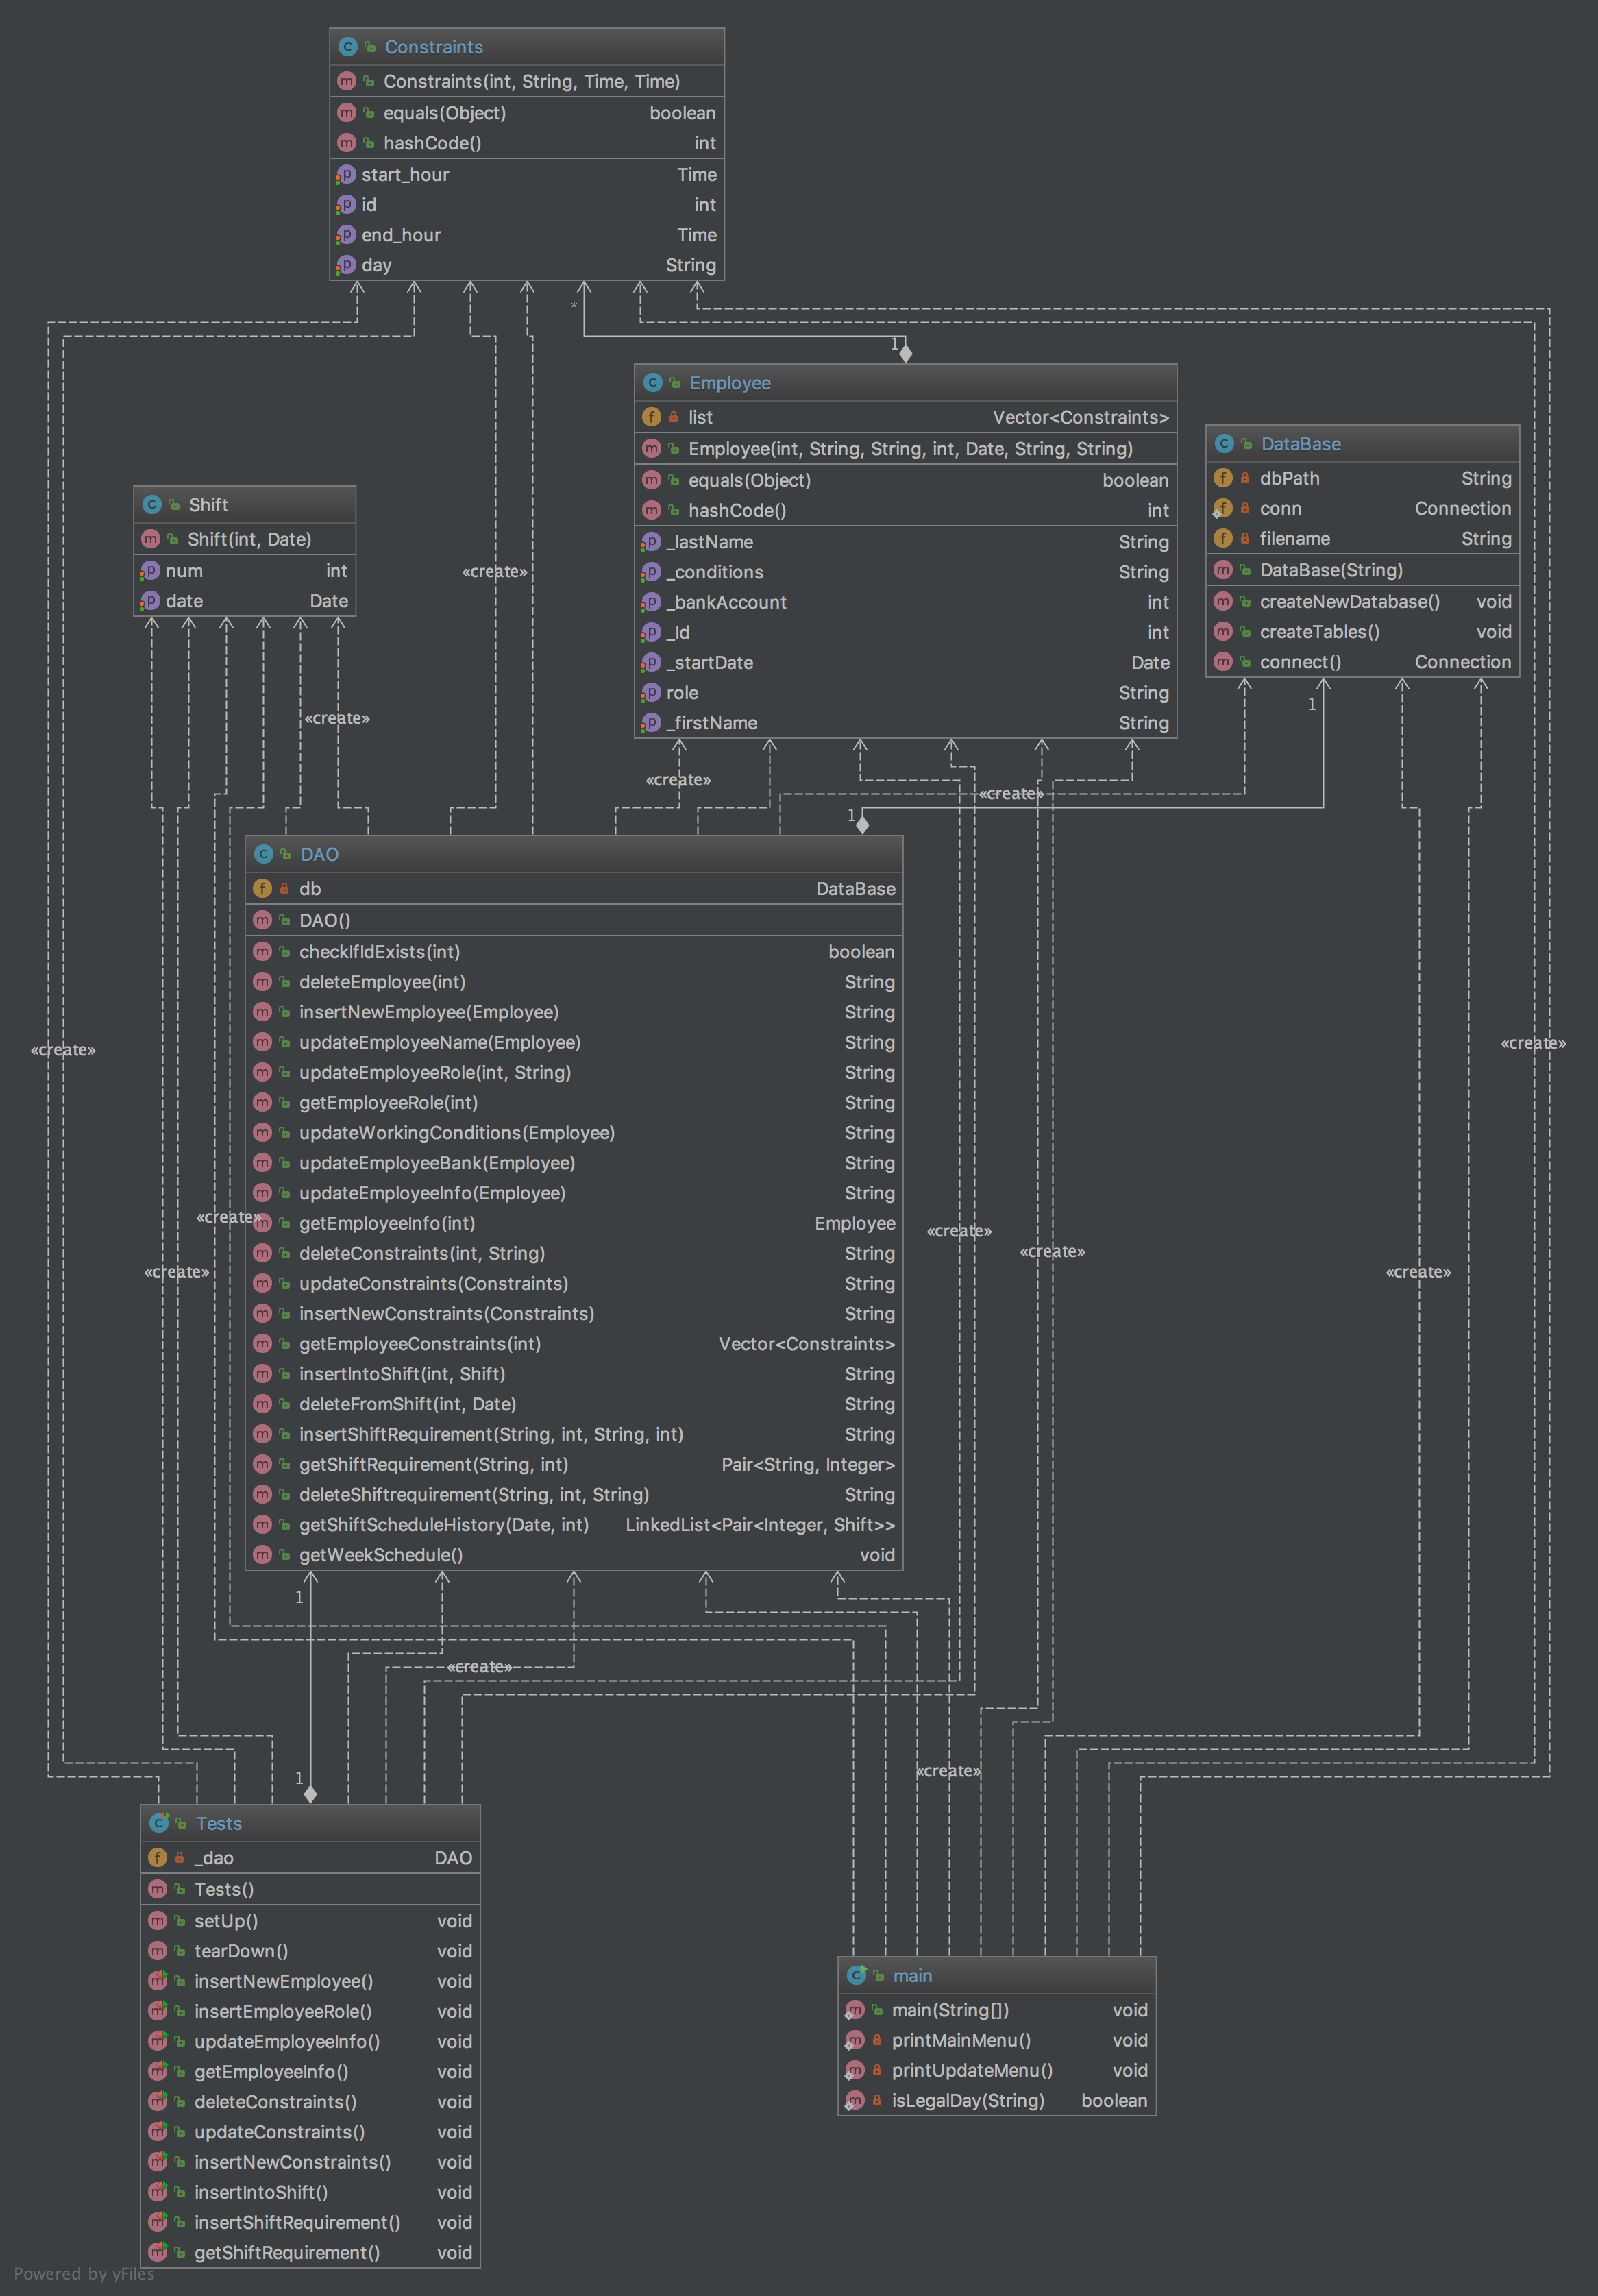 Constraints
Constraints(int, String, Time, Time)
equals(Object) boolean
hashCode() int
start_hour Time
id int
end_hour Time
day String
*
1
Employee
list Vector<Constraints>
Employee(int, String, String, int, Date, String, String)
equals(Object) boolean
hashCode() int
_lastName String
_conditions String
_bankAccount int
_Id int
_startDate Date
role String
_firstName String
DataBase
dbPath String
conn Connection
filename String
DataBase(String)
createNewDatabase() void
createTables() void
connect() Connection
Shift
Shift(int, Date)
num int
date Date
«create»
1
«create»
«create»
«create»
1
DAO
db DataBase
DAO()
checkIfIdExists(int) boolean
deleteEmployee(int) String
insertNewEmployee(Employee) String
updateEmployeeName(Employee) String
updateEmployeeRole(int, String) String
getEmployeeRole(int) String
updateWorkingConditions(Employee) String
updateEmployeeBank(Employee) String
updateEmployeeInfo(Employee) String
getEmployeeInfo(int) Employee
deleteConstraints(int, String) String
updateConstraints(Constraints) String
insertNewConstraints(Constraints) String
getEmployeeConstraints(int) Vector<Constraints>
insertIntoShift(int, Shift) String
deleteFromShift(int, Date) String
insertShiftRequirement(String, int, String, int) String
getShiftRequirement(String, int) Pair<String, Integer>
deleteShiftrequirement(String, int, String) String
getShiftScheduleHistory(Date, int) LinkedList<Pair<Integer, Shift>>
getWeekSchedule() void
«create»
«create»
«create»
«create»
«create»
«create»
«create»
1
«create»
«create»
1
Tests
_dao DAO
Tests()
setUp() void
tearDown() void
insertNewEmployee() void
insertEmployeeRole() void
updateEmployeeInfo() void
getEmployeeInfo() void
deleteConstraints() void
updateConstraints() void
insertNewConstraints() void
insertIntoShift() void
insertShiftRequirement() void
getShiftRequirement() void
main
main(String[]) void
printMainMenu() void
printUpdateMenu() void
isLegalDay(String) boolean
Powered by yFiles